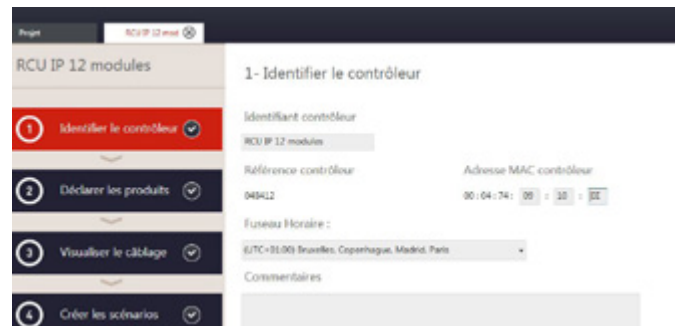 Projet
RCU IP 12 mod
RCU IP 12 modules
1- Identifier le contrôleur
1 Identifier le contrôleur
Identifiant contrôleur
RCU IP 12 modules
Référence contrôleur
Adresse MAC contrôleur
2 Déclarer les produits
048412
00 : 04 : 74 : 09 : 10 :
Fuseau Horaire :
3 Visualiser le câblage
(UTC+01:00) Bruxelles, Copenhague, Madrid, Paris
Commentaires
4 Créer les scénarios